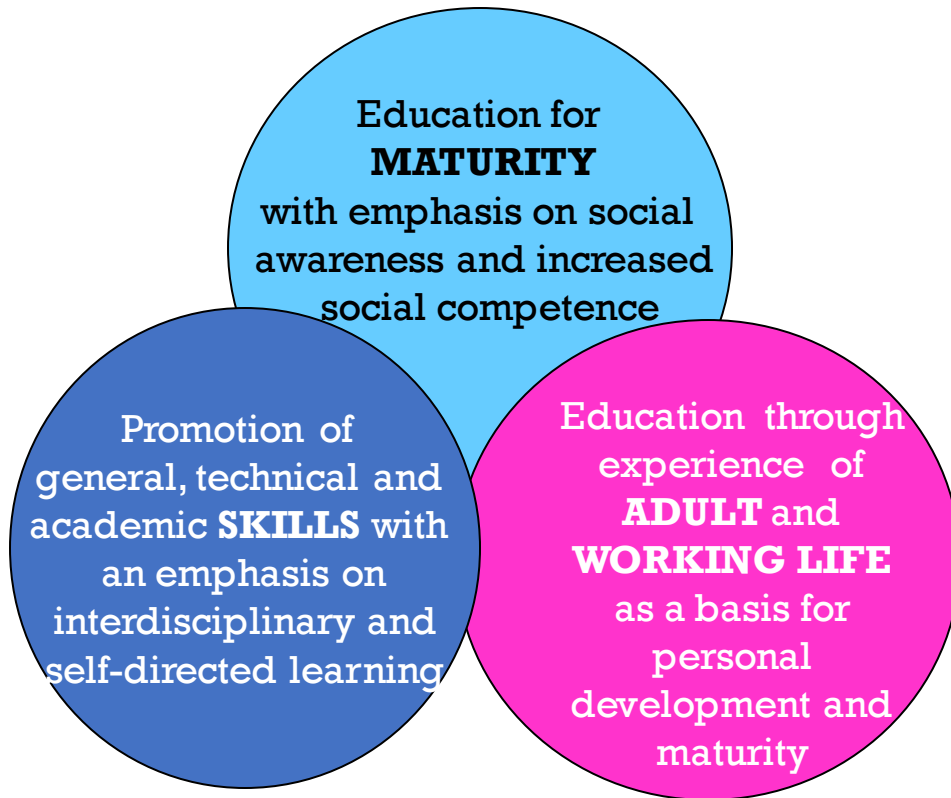 Education for
MATURITY
with emphasis on social
awareness and increased
social competence
Promotion of
general, technical and
academic SKILLS with
an emphasis on
interdisciplinary and
self-directed learning
Education through
experience of
ADULT and
WORKING LIFE
as a basis for
personal
development and
maturity